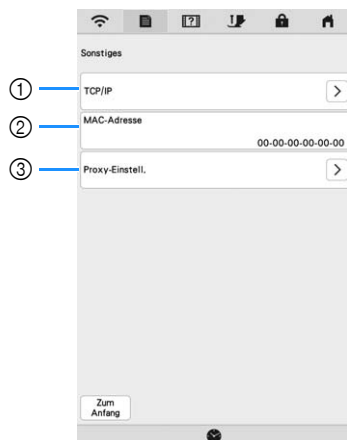 Sonstiges
① TCP/IP
② MAC-Adresse
00-00-00-00-00-00
③ Proxy-Einstell.
Zum
Anfang